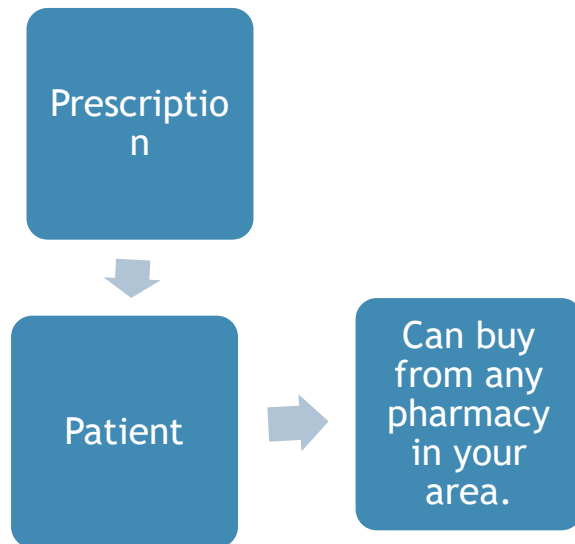 Prescriptio
n
Patient
Can buy
from any
pharmacy
in your
area.